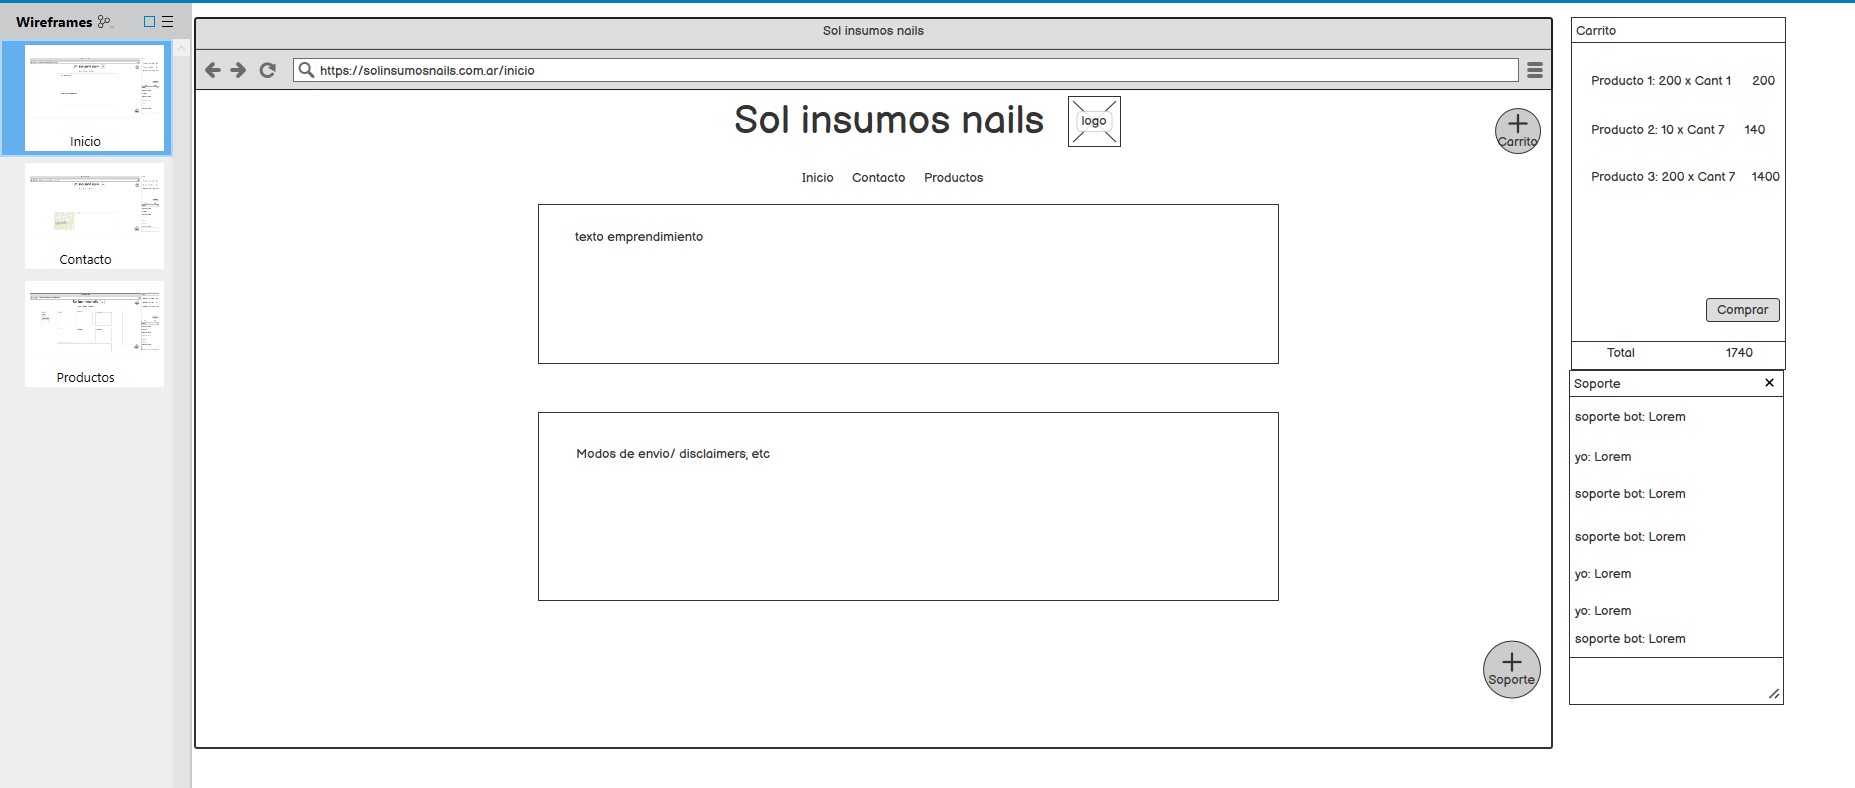 Wireframes
Inicio
Contacto
Productos
Sol insumos nails
https://solinsumosnails.com.ar/inicio
Sol insumos nails
logo
Carrito
Inicio Contacto Productos
texto emprendimiento
Modos de envio/ disclaimers, etc
Soporte
Carrito
Producto 1: 200 x Cant 1 200
Producto 2: 10 x Cant 7 140
Producto 3: 200 x Cant 7 1400
Comprar
Total 1740
Soporte
soporte bot: Lorem
yo: Lorem
soporte bot: Lorem
soporte bot: Lorem
yo: Lorem
yo: Lorem
soporte bot: Lorem